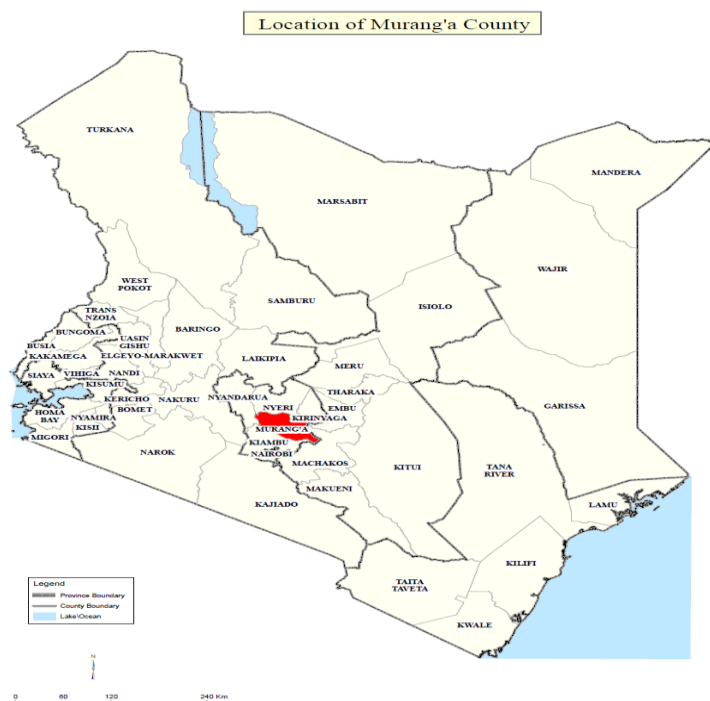 Location of Murang'a County
TURKANA
MANDERA
MARSABIT
WAJIR
WEST
POKOT
SAMBURU
ISIOLO
TRANS
NZOIA
BUNGOMA
BARINGO
UASIN
GISHU
BUSIA
KAKAMEGA
ELGEYO-MARAKWET
LAIKIPIA
MERU
SIAYA
VIHIGA
NANDI
KISUMU
THARAKA
KERICHO
NAKURU
NYANDARUA
NYERI
EMBU
GARISSA
HOMA
BAY
NYAMIRA
BOMET
KIRINYAGA
KISII
MURANG'A
MIGORI
KIAMBU
NAROK
NAIROBI
MACHAKOS
KITUI
TANA
RIVER
MAKUENI
KAJIADO
LAMU
KILIFI
TAITA
TAVETA
KWALE
Legend
Province Boundary
County Boundary
Lake\Ocean
N
0 60 120 240 Km